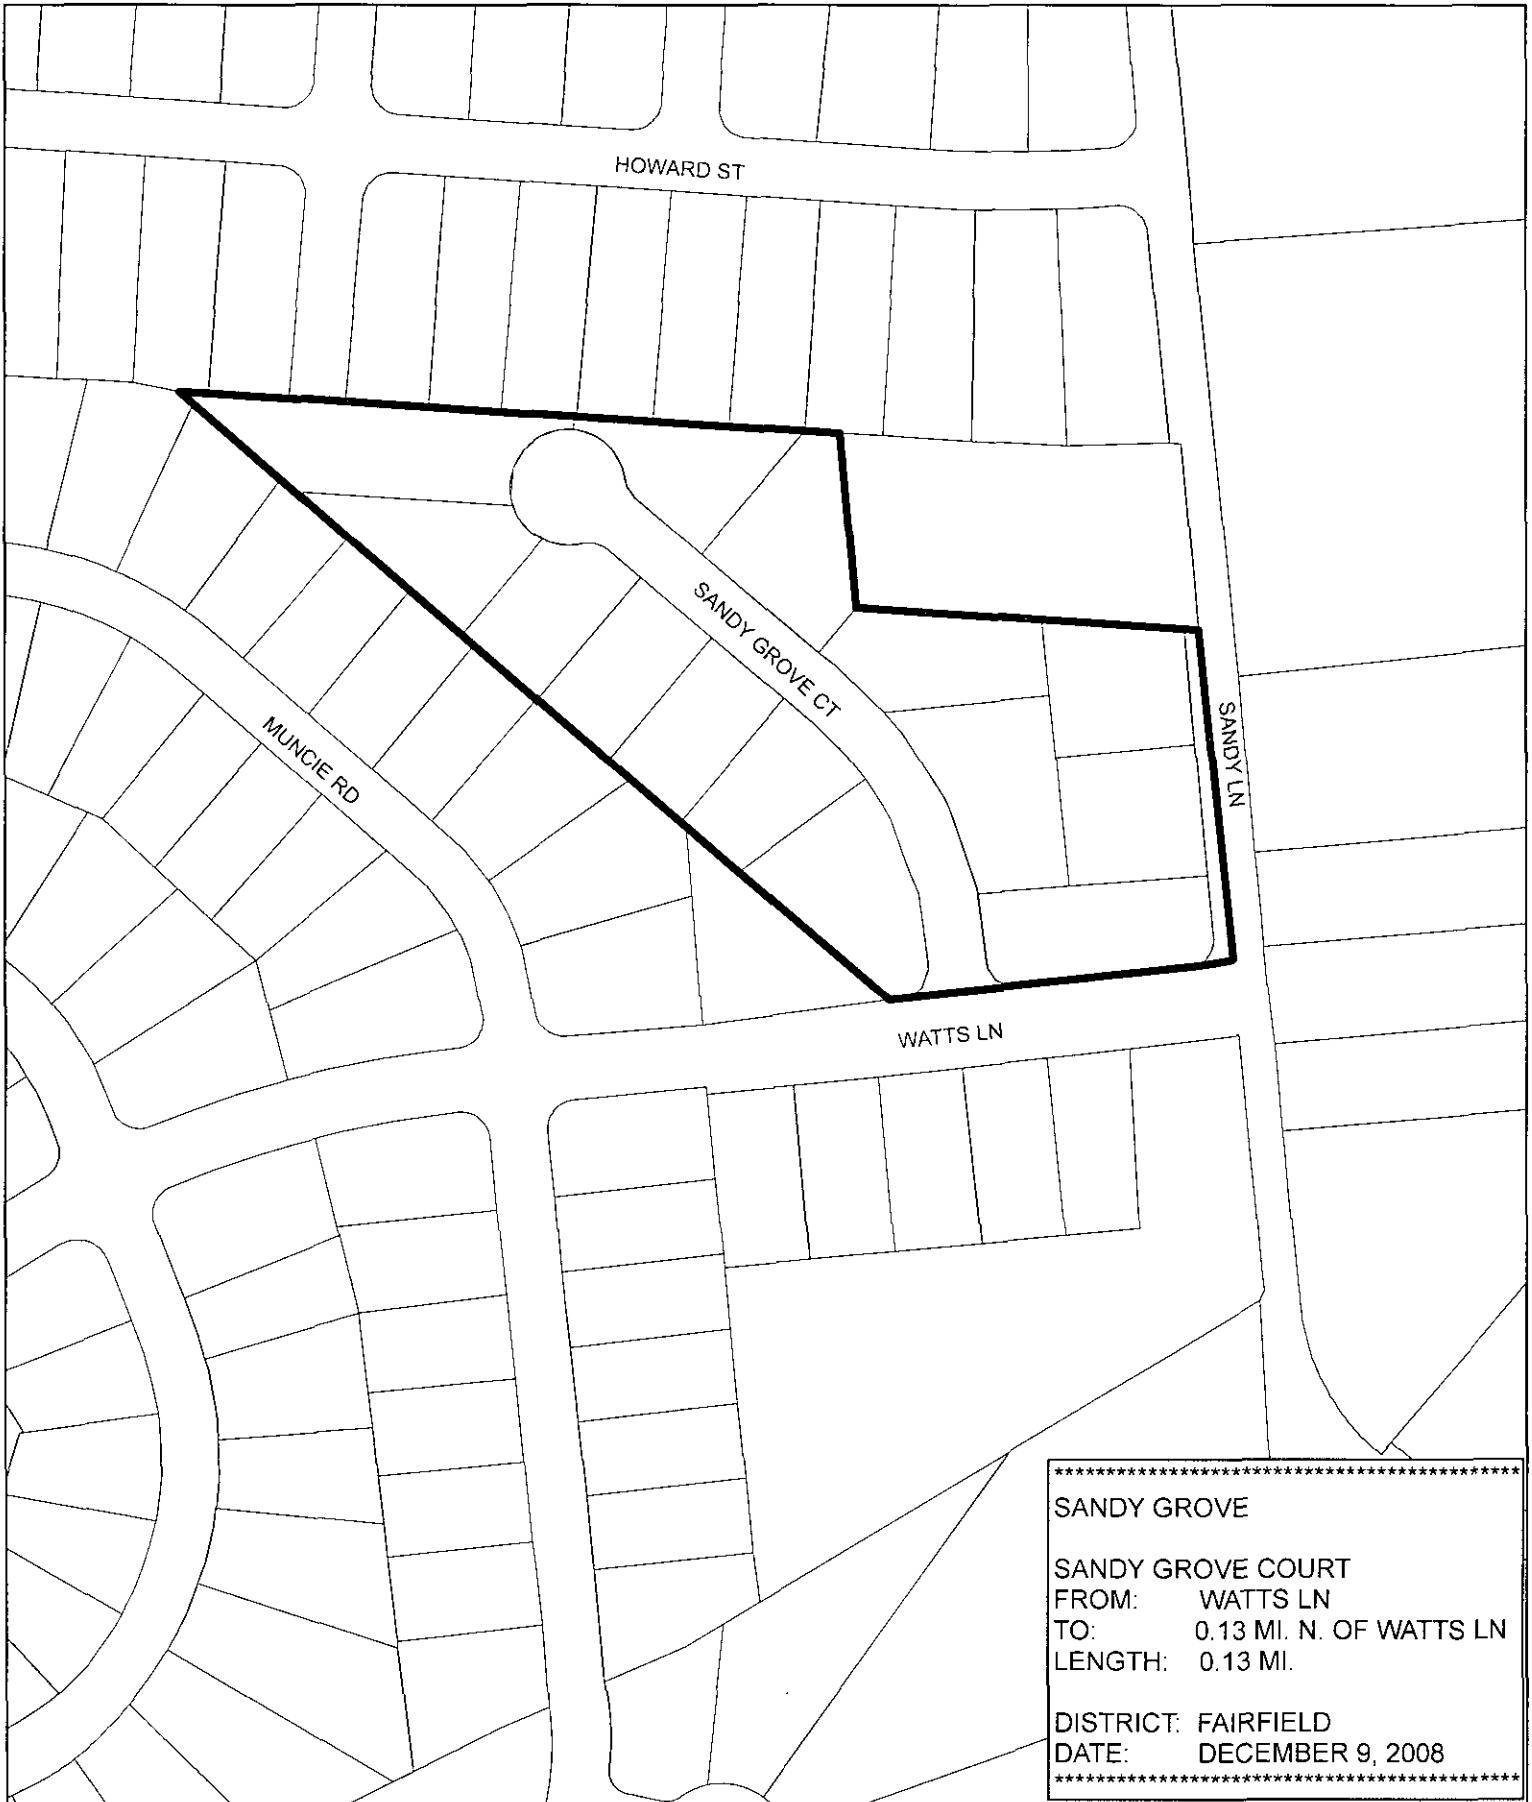 HOWARD ST
SANDY GROVE CT
MUNCIE RD
SANDY LN
WATTS LN
*********************************************
SANDY GROVE
SANDY GROVE COURT
FROM: WATTS LN
TO: 0.13 MI. N. OF WATTS LN
LENGTH: 0.13 MI.
DISTRICT: FAIRFIELD
DATE: DECEMBER 9, 2008
*********************************************